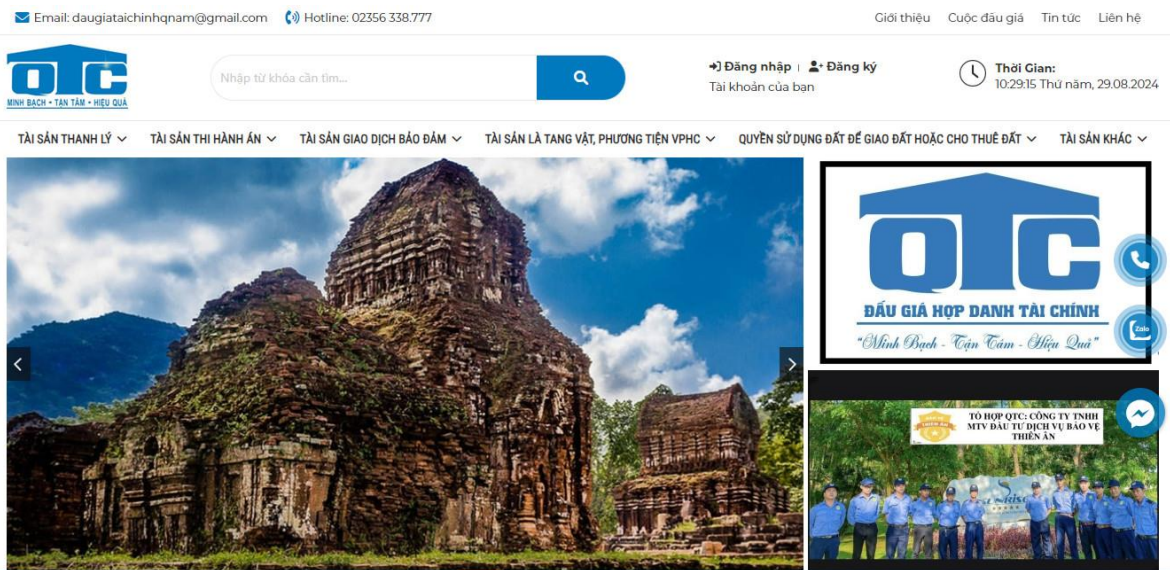 Email: daugiataichinhqnam@gmail.com
Hotline: 02356 338.777
Giới thiệu
Cuộc đấu giá
Tin tức
Liên hệ
QTC
MINH BẠCH • TẬN TÂM • HIỆU QUẢ
Nhập từ khóa cần tìm...
Đăng nhập | Đăng ký
Tài khoản của bạn
Thời Gian:
10:29:15 Thứ năm, 29.08.2024
TÀI SẢN THANH LÝ
TÀI SẢN THI HÀNH ÁN
TÀI SẢN GIAO DỊCH BẢO ĐẢM
TÀI SẢN LÀ TANG VẬT, PHƯƠNG TIỆN VPHC
QUYỀN SỬ DỤNG ĐẤT ĐỂ GIAO ĐẤT HOẶC CHO THUÊ ĐẤT
TÀI SẢN KHÁC
QTC
ĐẤU GIÁ HỢP DANH TÀI CHÍNH
"Minh Bạch - Tận Tâm - Hiệu Quả"
Zalo
TỔ HỢP QTC: CÔNG TY TNHH
MTV ĐẦU TƯ DỊCH VỤ BẢO VỆ
THIÊN ÂN